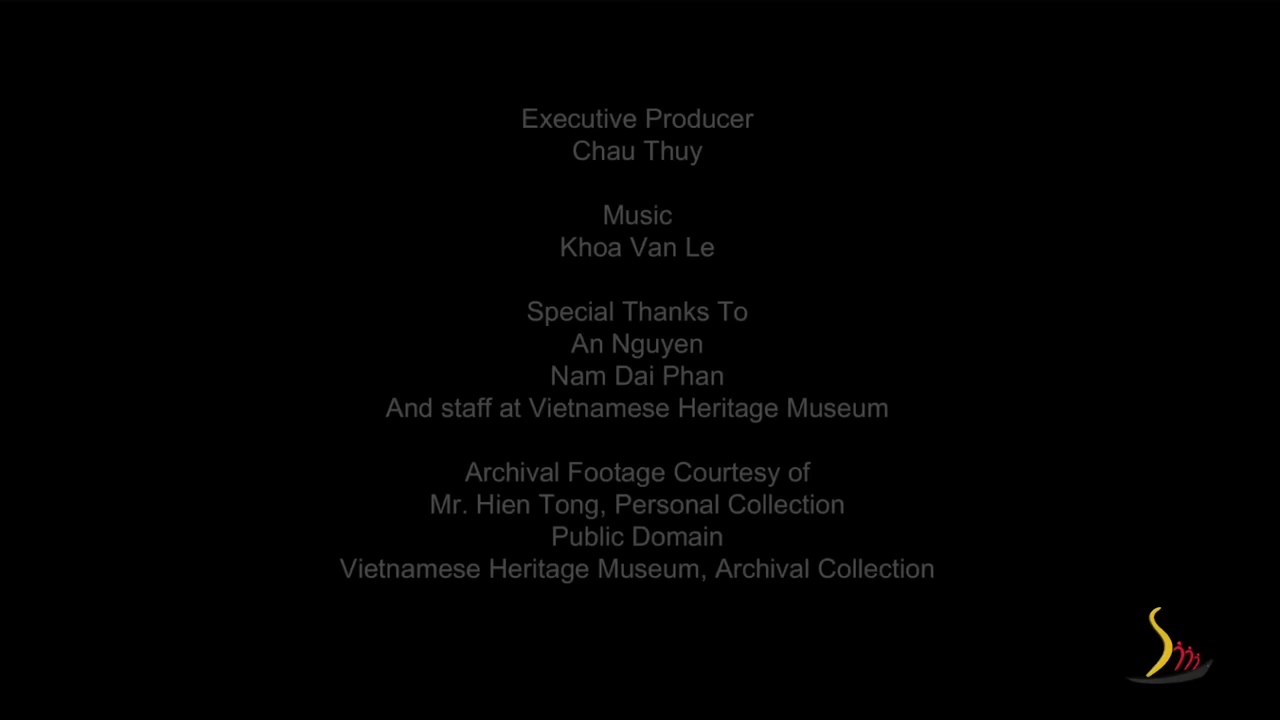 Executive Producer
Chau Thuy
Music
Khoa Van Le
Special Thanks To
An Nguyen
Nam Dai Phan
And staff at Vietnamese Heritage Museum
Archival Footage Courtesy of
Mr. Hien Tong, Personal Collection
Public Domain
Vietnamese Heritage Museum, Archival Collection